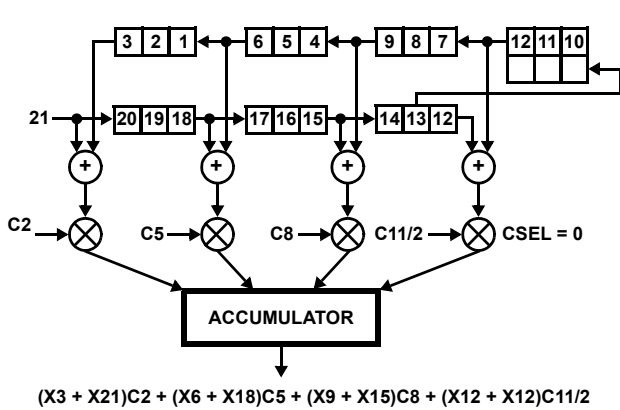 3 2 1 6 5 4 9 8 7 12 11 10
21 20 19 18 17 16 15 14 13 12
+ + + +
C2 C5 C8 C11/2 CSEL = 0
ACCUMULATOR
(X3 + X21)C2 + (X6 + X18)C5 + (X9 + X15)C8 + (X12 + X12)C11/2